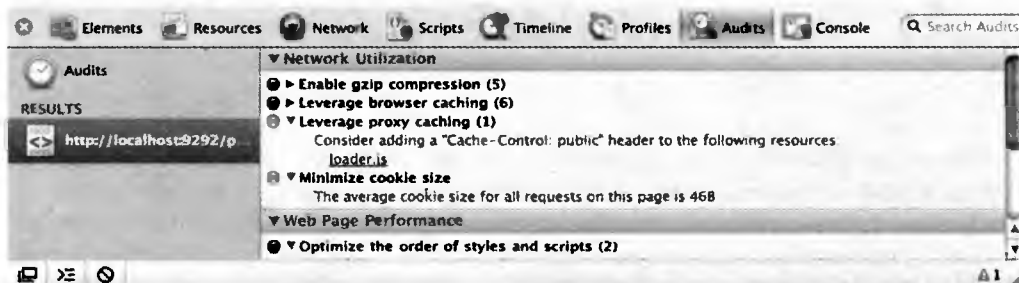 Elements Resources Network Scripts Timeline Profiles Audits Console Search Audits
Audits
RESULTS
http://localhost:9292/p
▼Network Utilization
▶Enable gzip compression (5)
▶Leverage browser caching (6)
▼Leverage proxy caching (1)
Consider adding a "Cache-Control: public" header to the following resources
loader.js
▼Minimize cookie size
The average cookie size for all requests on this page is 468
▼Web Page Performance
▼Optimize the order of styles and scripts (2)
1